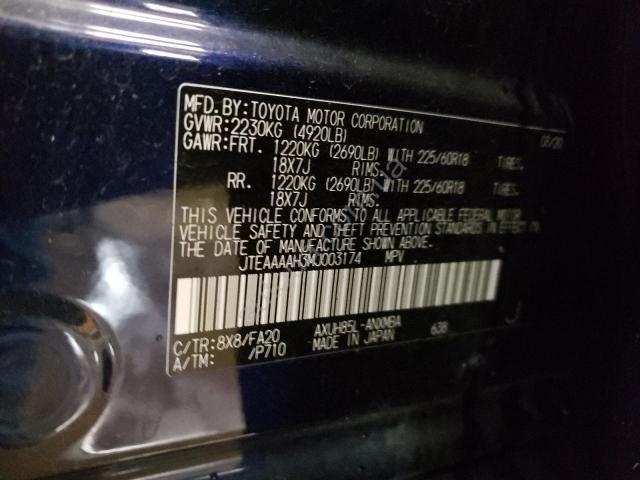 MFD.BY:TOYOTA MOTOR CORPORATION
GVWR:2230KG (4920LB)
GAWR:FRT. 1220KG (2690LB) WITH 225/60R18 TIRES.
18X7J RIMS.
RR. 1220KG (2690LB) WITH 225/60R18 TIRES.
18X7J RIMS.
THIS VEHICLE CONFORMS TO ALL APPLICABLE FEDERAL MOTOR
VEHICLE SAFETY AND THEFT PREVENTION STANDARDS IN EFFECT ON
THE DATE OF MANUFACTURE SHOWN ABOVE.
JTEAAAAH3MJ003174 MPV
C/TR:8X8/FA20 AXUH85L-ANXMBA 638 J
A/TM: /P710 MADE IN JAPAN